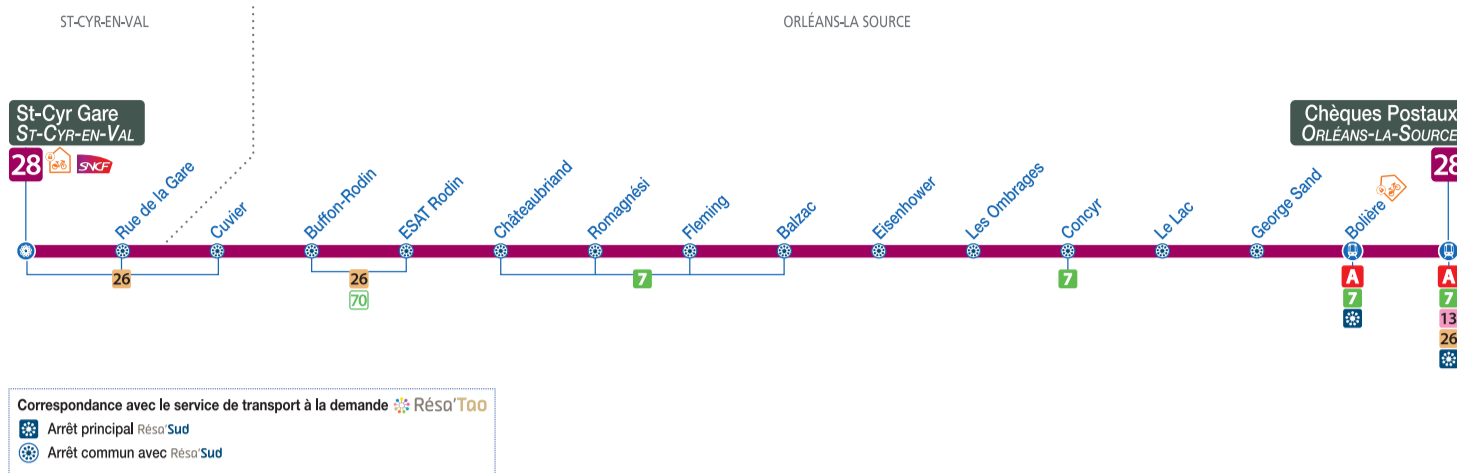 ST-CYR-EN-VAL
ORLÉANS-LA SOURCE
St-Cyr Gare
ST-CYR-EN-VAL
28
SNCF
Chèques Postaux
ORLÉANS-LA-SOURCE
28
Rue de la Gare
Cuvier
Buffon-Rodin
ESAT Rodin
Châteaubriand
Romagnési
Fleming
Balzac
Eisenhower
Les Ombrages
Concyr
Le Lac
George Sand
Bolière
26
26
70
7
7
A
7
A
7
13
26
Correspondance avec le service de transport à la demande Résa'Tao
Arrêt principal Résa'Sud
Arrêt commun avec Résa'Sud